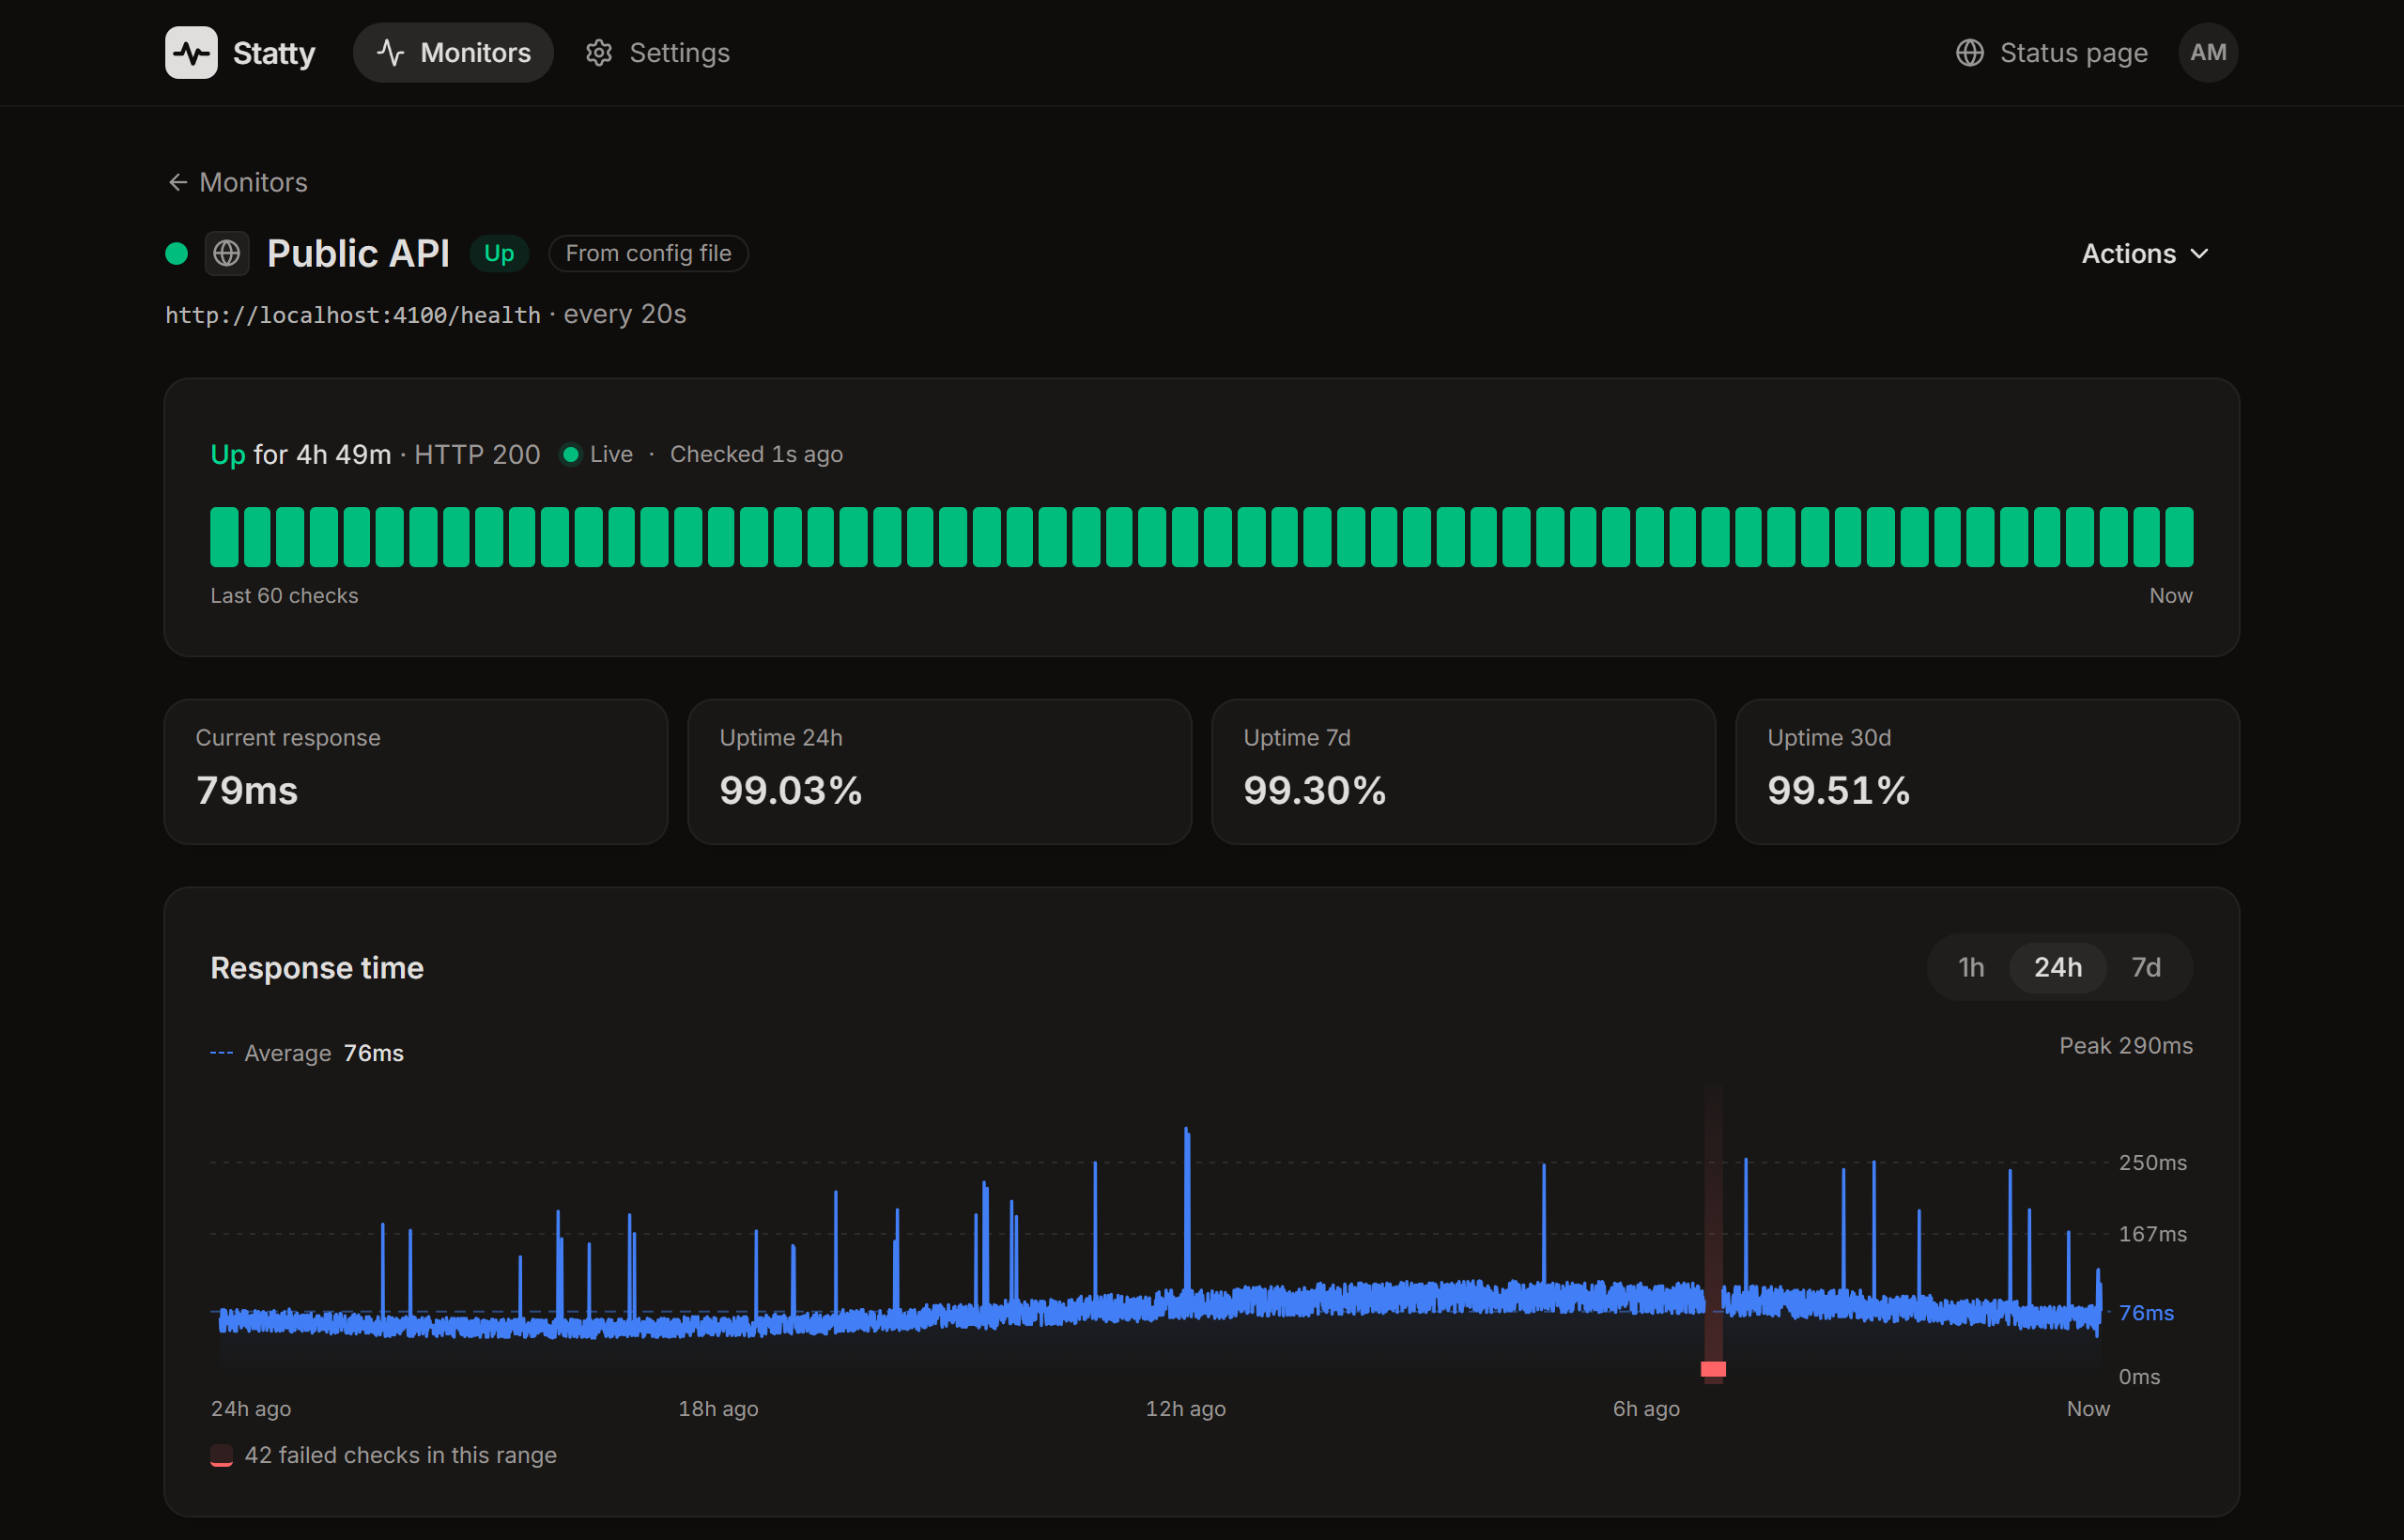 Statty Monitors Settings Status page AM
← Monitors
Public API Up From config file Actions
http://localhost:4100/health · every 20s
Up for 4h 49m · HTTP 200 Live · Checked 1s ago
Last 60 checks Now
Current response Uptime 24h Uptime 7d Uptime 30d
79ms 99.03% 99.30% 99.51%
Response time 1h 24h 7d
Average 76ms Peak 290ms
250ms
167ms
76ms
0ms
24h ago 18h ago 12h ago 6h ago Now
42 failed checks in this range